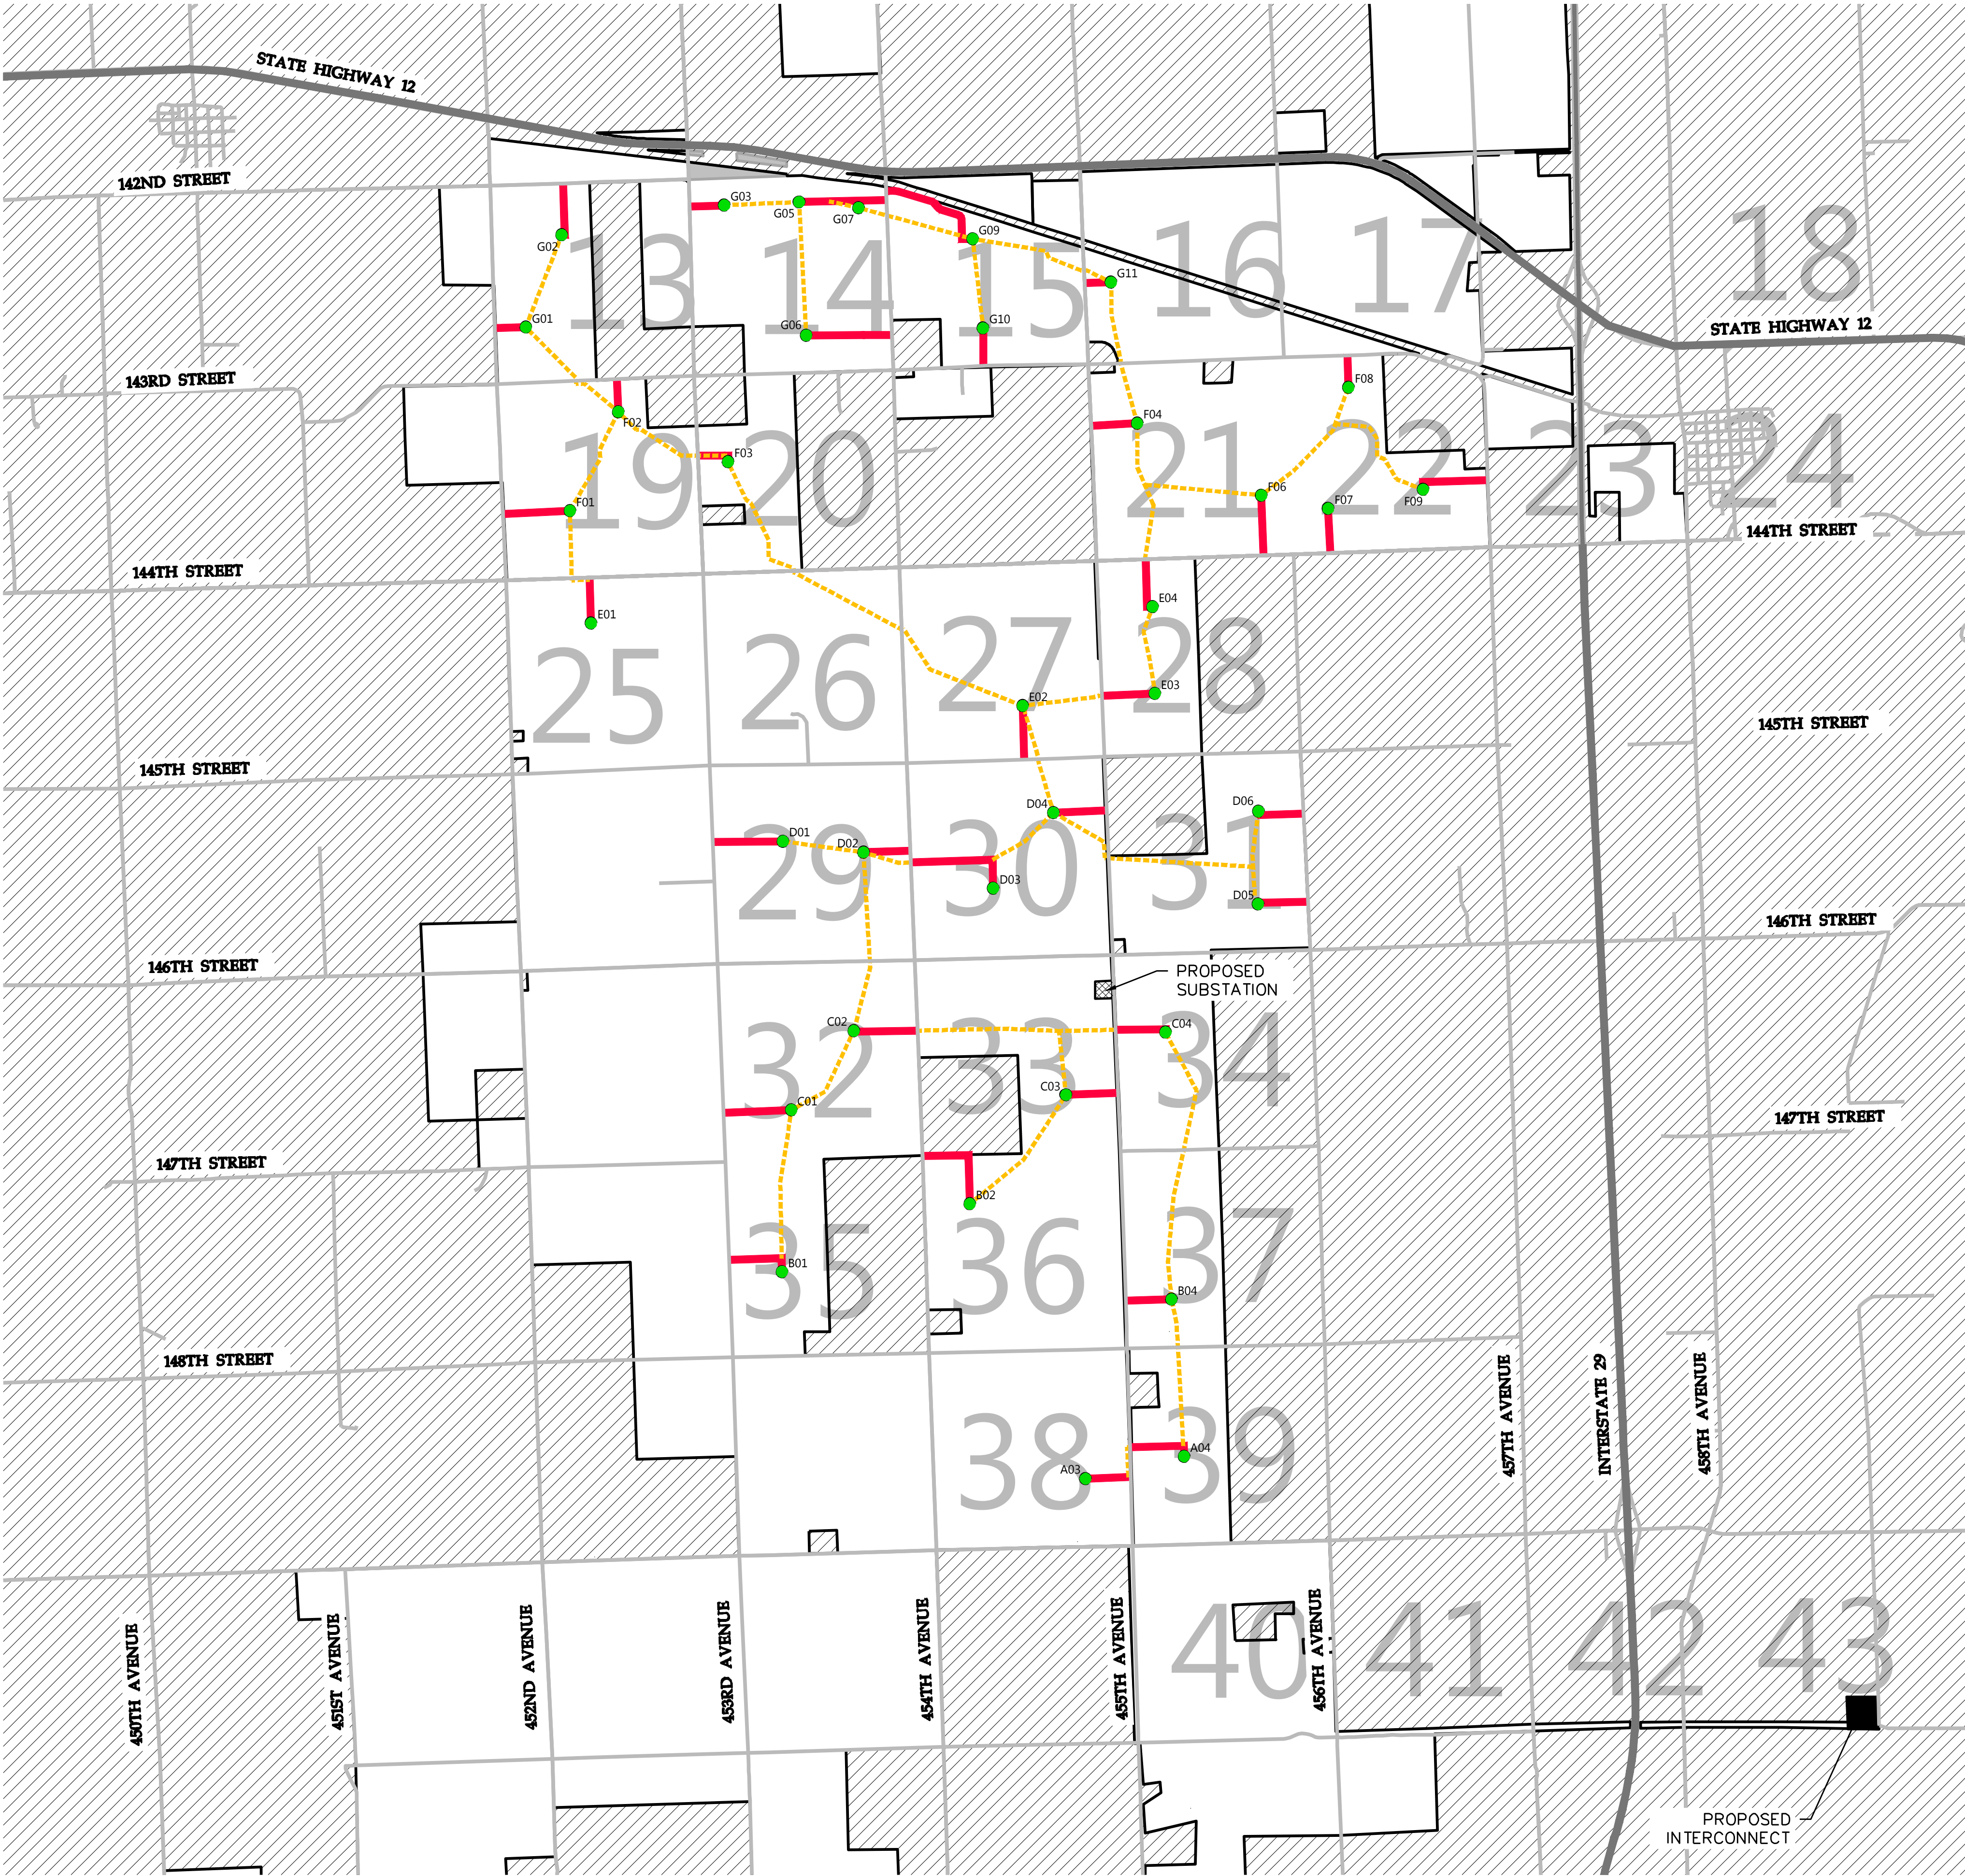 STATE HIGHWAY 12
142ND STREET
G03
G05
G07
G02
G09
G11
13
14
15
16
17
18
G01
G06
G10
STATE HIGHWAY 12
143RD STREET
F08
F02
F04
F03
19
20
21
22
23
24
F01
F06
F07
F09
144TH STREET
144TH STREET
E01
E04
25
26
27
28
E02
E03
145TH STREET
145TH STREET
D04
D06
D01
D02
29
30
31
D03
D05
146TH STREET
146TH STREET
PROPOSED
SUBSTATION
C02
C04
32
33
34
C03
C01
147TH STREET
147TH STREET
B02
35
36
37
B01
B04
148TH STREET
457TH AVENUE
INTERSTATE 29
458TH AVENUE
38
39
A03
A04
450TH AVENUE
451ST AVENUE
452ND AVENUE
453RD AVENUE
454TH AVENUE
455TH AVENUE
456TH AVENUE
40
41
42
43
PROPOSED
INTERCONNECT